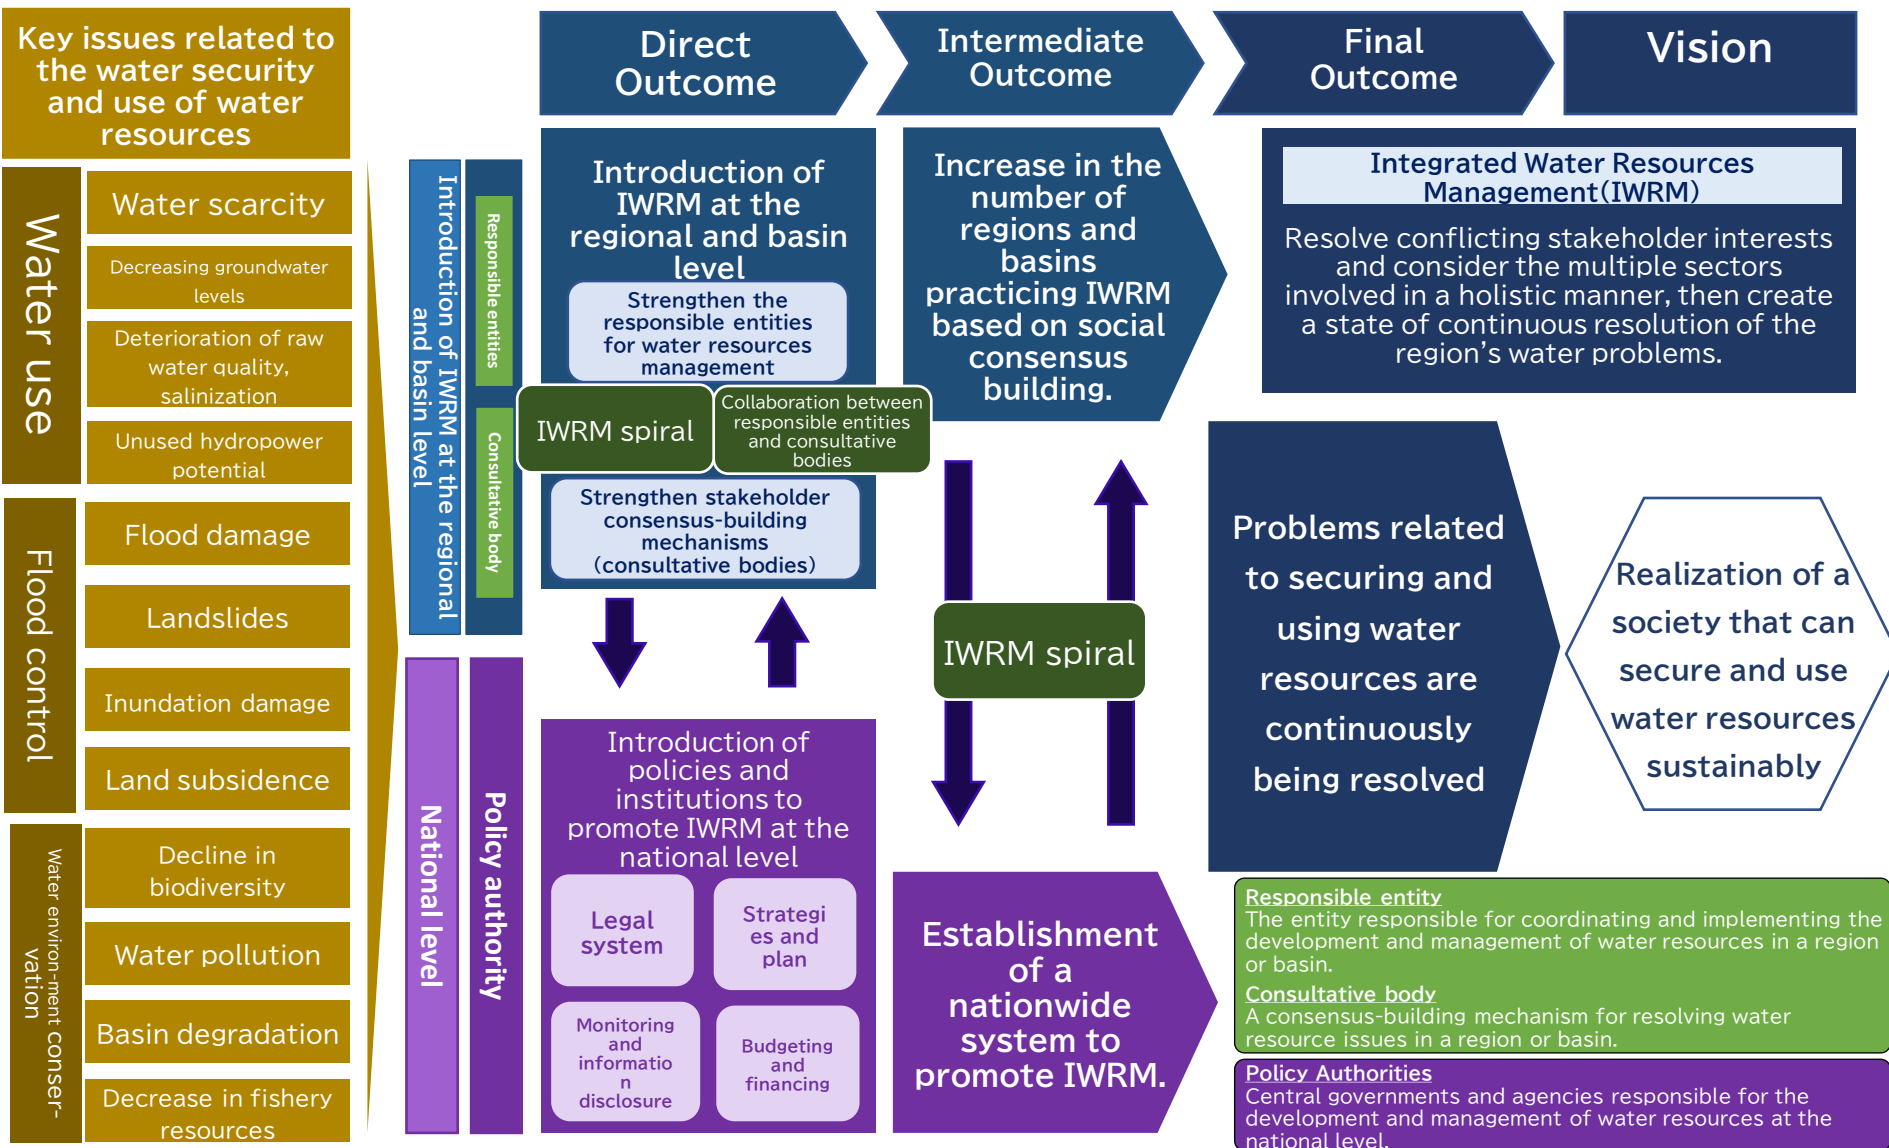 Key issues related to
the water security
and use of water
resources
Water use
Water scarcity
Decreasing groundwater
levels
Deterioration of raw
water quality,
salinization
Unused hydropower
potential
Flood control
Flood damage
Landslides
Inundation damage
Land subsidence
Water environ-ment conser-
vation
Decline in
biodiversity
Water pollution
Basin degradation
Decrease in fishery
resources
Introduction of IWRM at the regional
and basin level
Responsible entities
Consultative body
National level
Policy authority
Direct
Outcome
Introduction of
IWRM at the
regional and basin
level
Strengthen the
responsible entities
for water resources
management
IWRM spiral
Collaboration between
responsible entities
and consultative
bodies
Strengthen stakeholder
consensus-building
mechanisms
(consultative bodies)
Introduction of
policies and
institutions to
promote IWRM at the
national level
Legal
system
Strategi
es and
plan
Monitoring
and
informatio
n
disclosure
Budgeting
and
financing
Intermediate
Outcome
Increase in the
number of
regions and
basins
practicing IWRM
based on social
consensus
building.
IWRM spiral
Establishment
of a
nationwide
system to
promote IWRM.
Final
Outcome
Vision
Integrated Water Resources
Management(IWRM)
Resolve conflicting stakeholder interests
and consider the multiple sectors
involved in a holistic manner, then create
a state of continuous resolution of the
region's water problems.
Problems related
to securing and
using water
resources are
continuously
being resolved
Realization of a
society that can
secure and use
water resources
sustainably
Responsible entity
The entity responsible for coordinating and implementing the
development and management of water resources in a region
or basin.
Consultative body
A consensus-building mechanism for resolving water
resource issues in a region or basin.
Policy Authorities
Central governments and agencies responsible for the
development and management of water resources at the
national level.